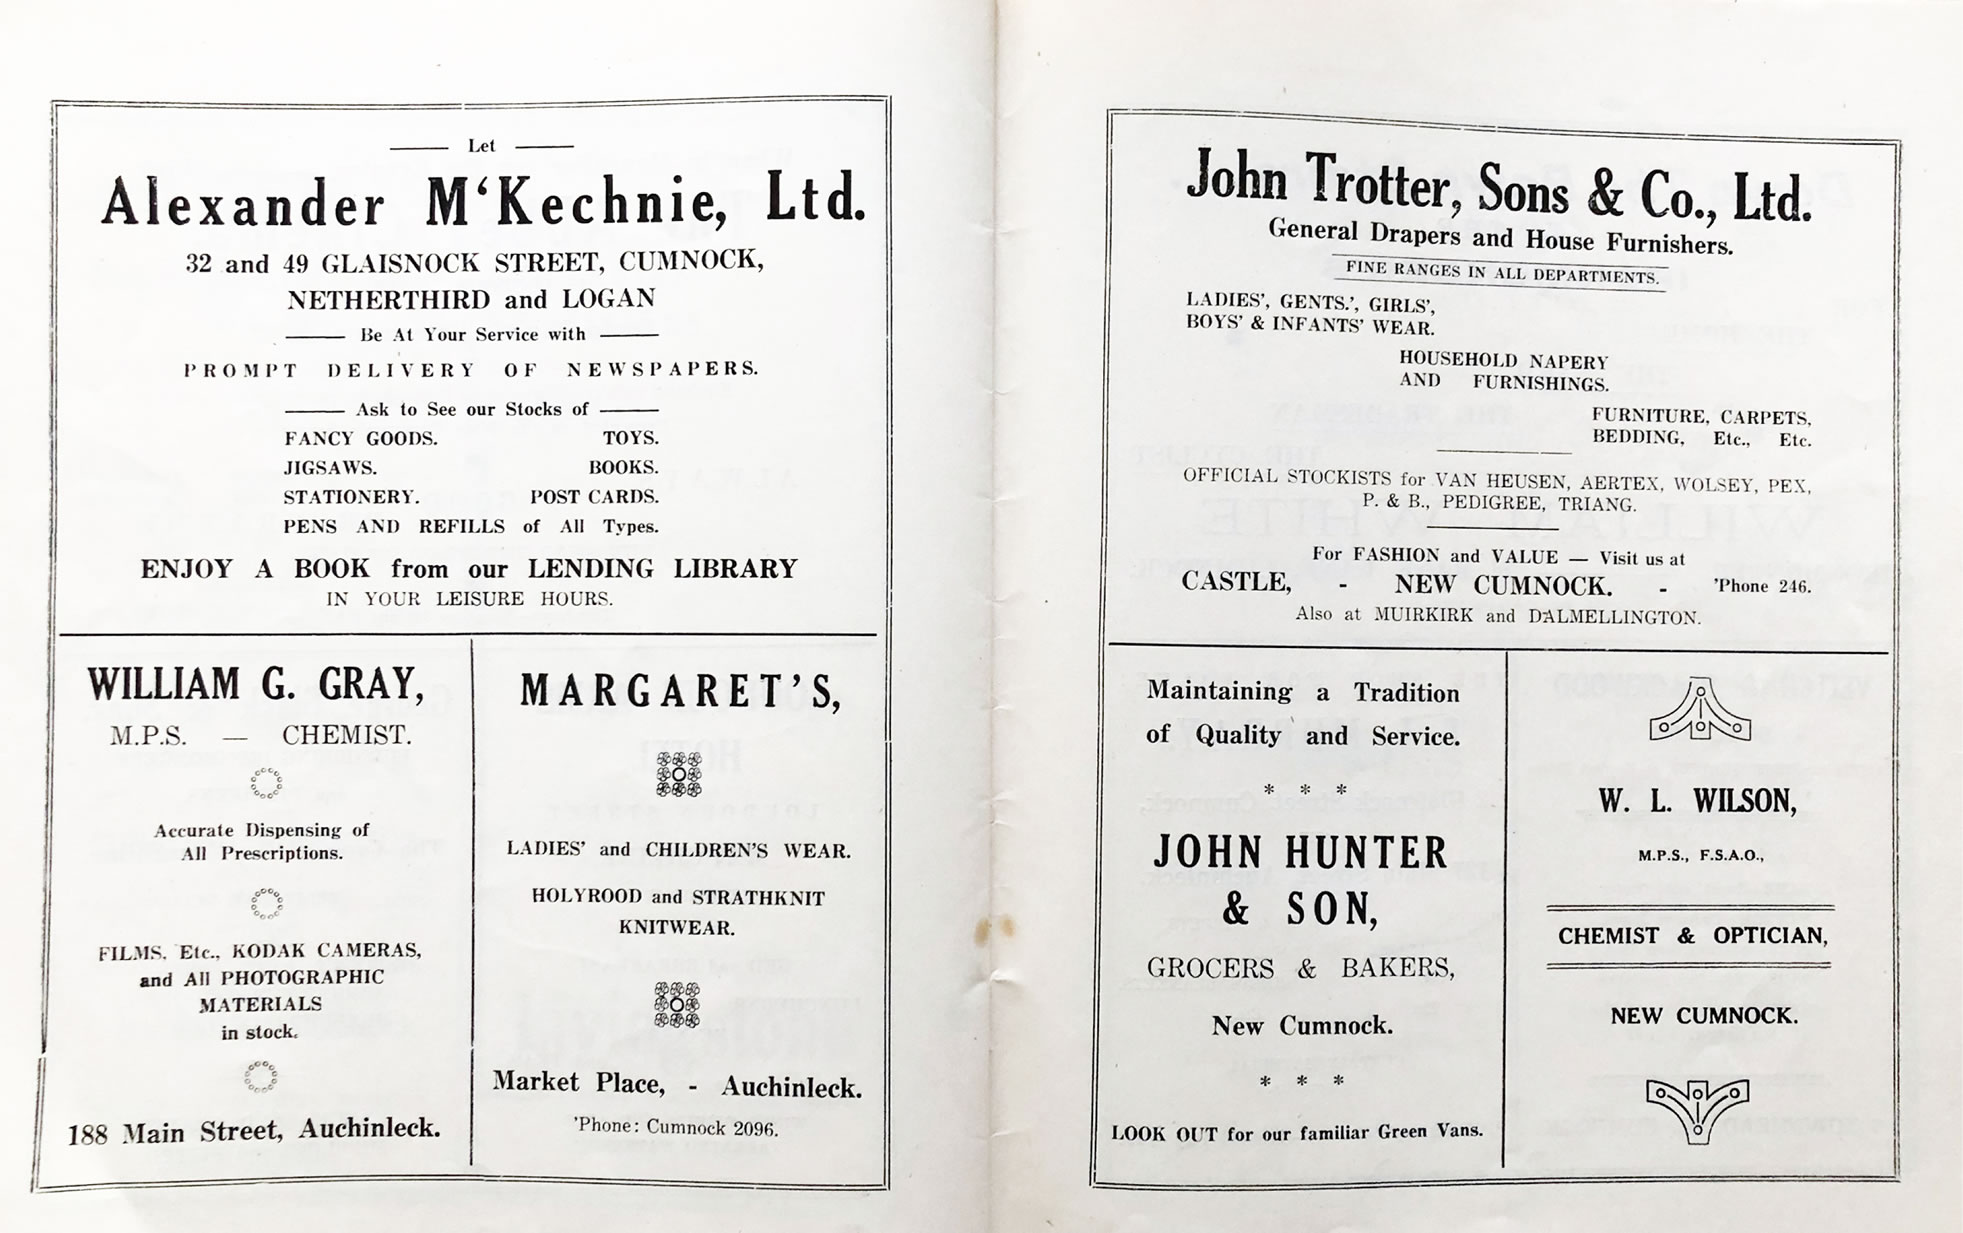 Let
Alexander M‘Kechnie, Ltd.
32 and 49 GLAISNOCK STREET, CUMNOCK,
NETHERTHIRD and LOGAN
Be At Your Service with
PROMPT DELIVERY OF NEWSPAPERS.
Ask to See our Stocks of
FANCY GOODS. TOYS.
JIGSAWS. BOOKS.
STATIONERY. POST CARDS.
PENS AND REFILLS of All Types.
ENJOY A BOOK from our LENDING LIBRARY
IN YOUR LEISURE HOURS.
WILLIAM G. GRAY,
M.P.S. — CHEMIST.
Accurate Dispensing of
All Prescriptions.
FILMS, Etc., KODAK CAMERAS,
and All PHOTOGRAPHIC
MATERIALS
in stock.
188 Main Street, Auchinleck.
MARGARET'S,
LADIES' and CHILDREN'S WEAR.
HOLYROOD and STRATHKNIT
KNITWEAR.
Market Place, - Auchinleck.
'Phone: Cumnock 2096.
John Trotter, Sons & Co., Ltd.
General Drapers and House Furnishers.
FINE RANGES IN ALL DEPARTMENTS.
LADIES', GENTS.', GIRLS',
BOYS' & INFANTS' WEAR.
HOUSEHOLD NAPERY
AND FURNISHINGS.
FURNITURE, CARPETS,
BEDDING, Etc., Etc.
OFFICIAL STOCKISTS for VAN HEUSEN, AERTEX, WOLSEY, PEX,
P. & B., PEDIGREE, TRIANG.
For FASHION and VALUE — Visit us at
CASTLE, - NEW CUMNOCK. - 'Phone 246.
Also at MUIRKIRK and DALMELLINGTON.
Maintaining a Tradition
of Quality and Service.
* * *
JOHN HUNTER
& SON,
GROCERS & BAKERS,
New Cumnock.
* * *
LOOK OUT for our familiar Green Vans.
W. L. WILSON,
M.P.S., F.S.A.O.,
CHEMIST & OPTICIAN,
NEW CUMNOCK.